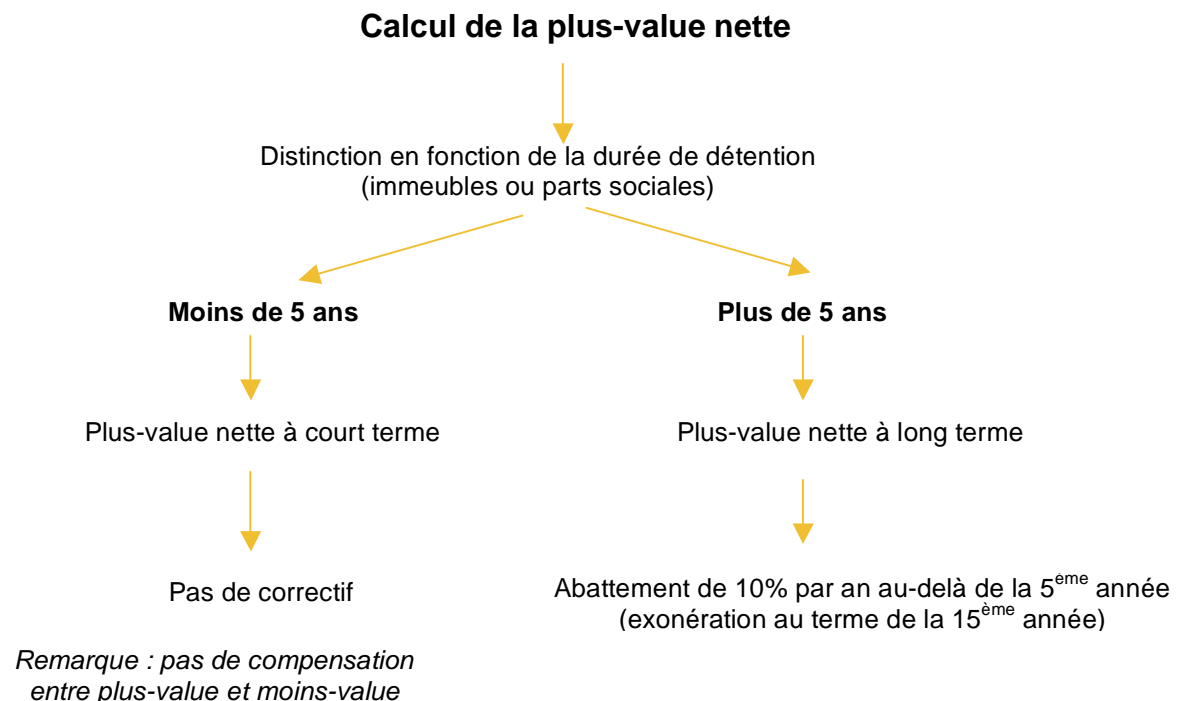 Calcul de la plus-value nette
Distinction en fonction de la durée de détention
(immeubles ou parts sociales)
Moins de 5 ans
Plus de 5 ans
Plus-value nette à court terme
Plus-value nette à long terme
Pas de correctif
Abattement de 10% par an au-delà de la 5ème année
(exonération au terme de la 15ème année)
Remarque : pas de compensation
entre plus-value et moins-value